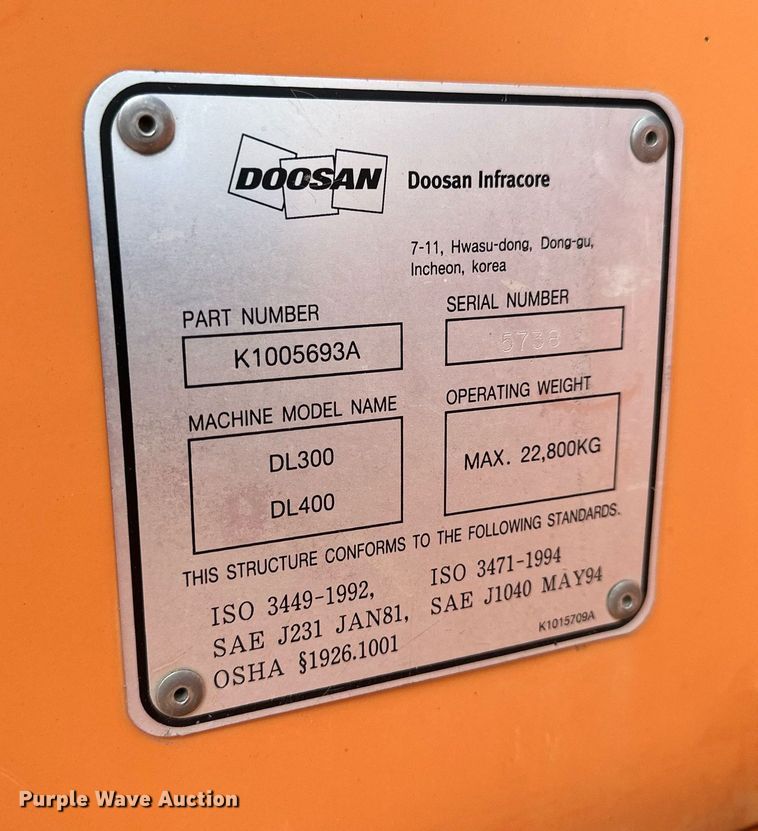 DOOSAN Doosan Infracore
7-11, Hwasu-dong, Dong-gu,
Incheon, korea
PART NUMBER
K1005693A
SERIAL NUMBER
5738
MACHINE MODEL NAME
DL300
DL400
OPERATING WEIGHT
MAX. 22,800KG
THIS STRUCTURE CONFORMS TO THE FOLLOWING STANDARDS.
ISO 3449-1992, ISO 3471-1994
SAE J231 JAN81, SAE J1040 MAY94
OSHA §1926.1001
K1015709A
Purple Wave Auction